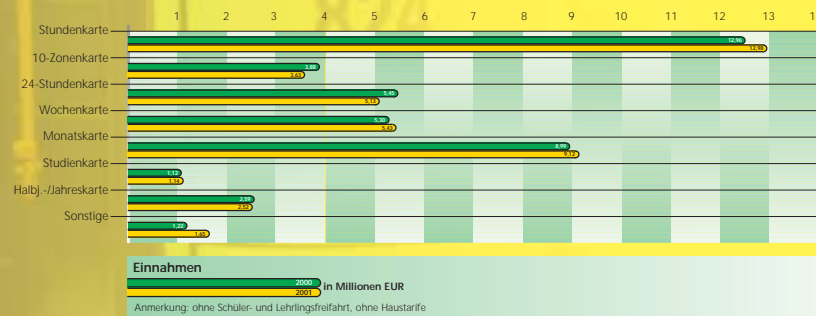 1 2 3 4 5 6 7 8 9 10 11 12 13
Stundenkarte
12,96
12,98
10-Zonenkarte
3,88
3,63
24-Stundenkarte
5,45
5,13
Wochenkarte
5,30
5,43
Monatskarte
8,99
9,12
Studienkarte
1,12
1,14
Halbj.-/Jahreskarte
2,59
2,52
Sonstige
1,22
1,65
Einnahmen
2000
in Millionen EUR
2001
Anmerkung: ohne Schüler- und Lehrlingsfreifahrt, ohne Haustarife